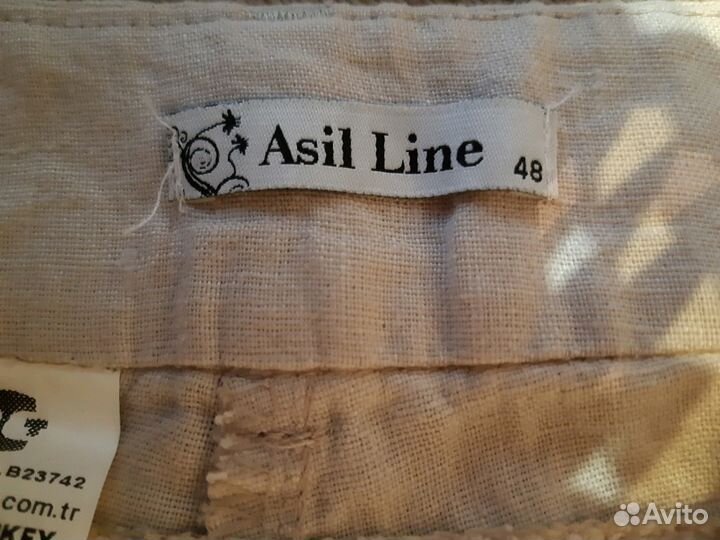 Asil Line 48
B23742
.com.tr
Avito